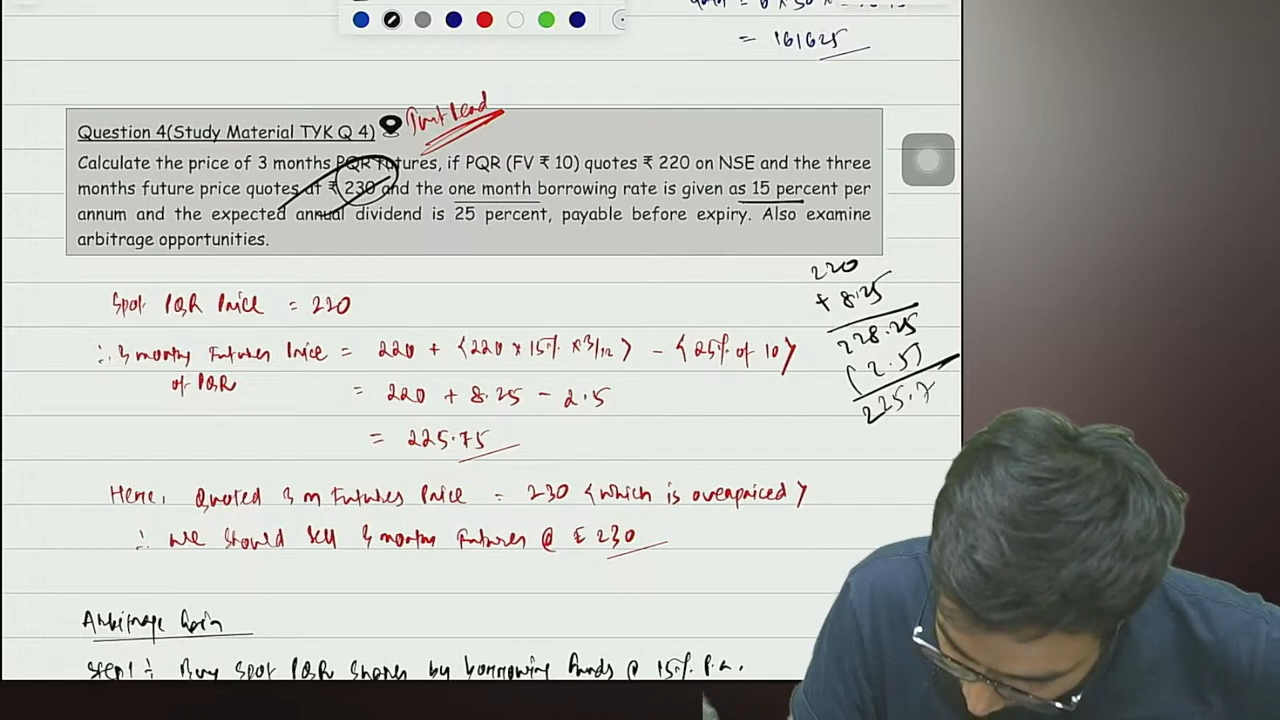 = 161625
Question 4(Study Material TYK Q 4) Just Read
Calculate the price of 3 months PQR futures, if PQR (FV ₹ 10) quotes ₹ 220 on NSE and the three
months future price quotes at ₹ 230 and the one month borrowing rate is given as 15 percent per
annum and the expected annual dividend is 25 percent, payable before expiry. Also examine
arbitrage opportunities.
220
+ 8.25
228.25
(2.5)
225.7
Spot PQR Price = 220
∴ 3 months Futures Price = 220 + (220 x 15% x 3/12) - (25% of 10)
of PQR
= 220 + 8.25 - 2.5
= 225.75
Here, Quoted 3 m Futures Price = 230 (which is overpriced)
∴ We should sell 3 months Futures @ ₹ 230
Arbitrage Gain
Step 1 : Buy Spot PQR Shares by borrowing funds @ 15% P.a.